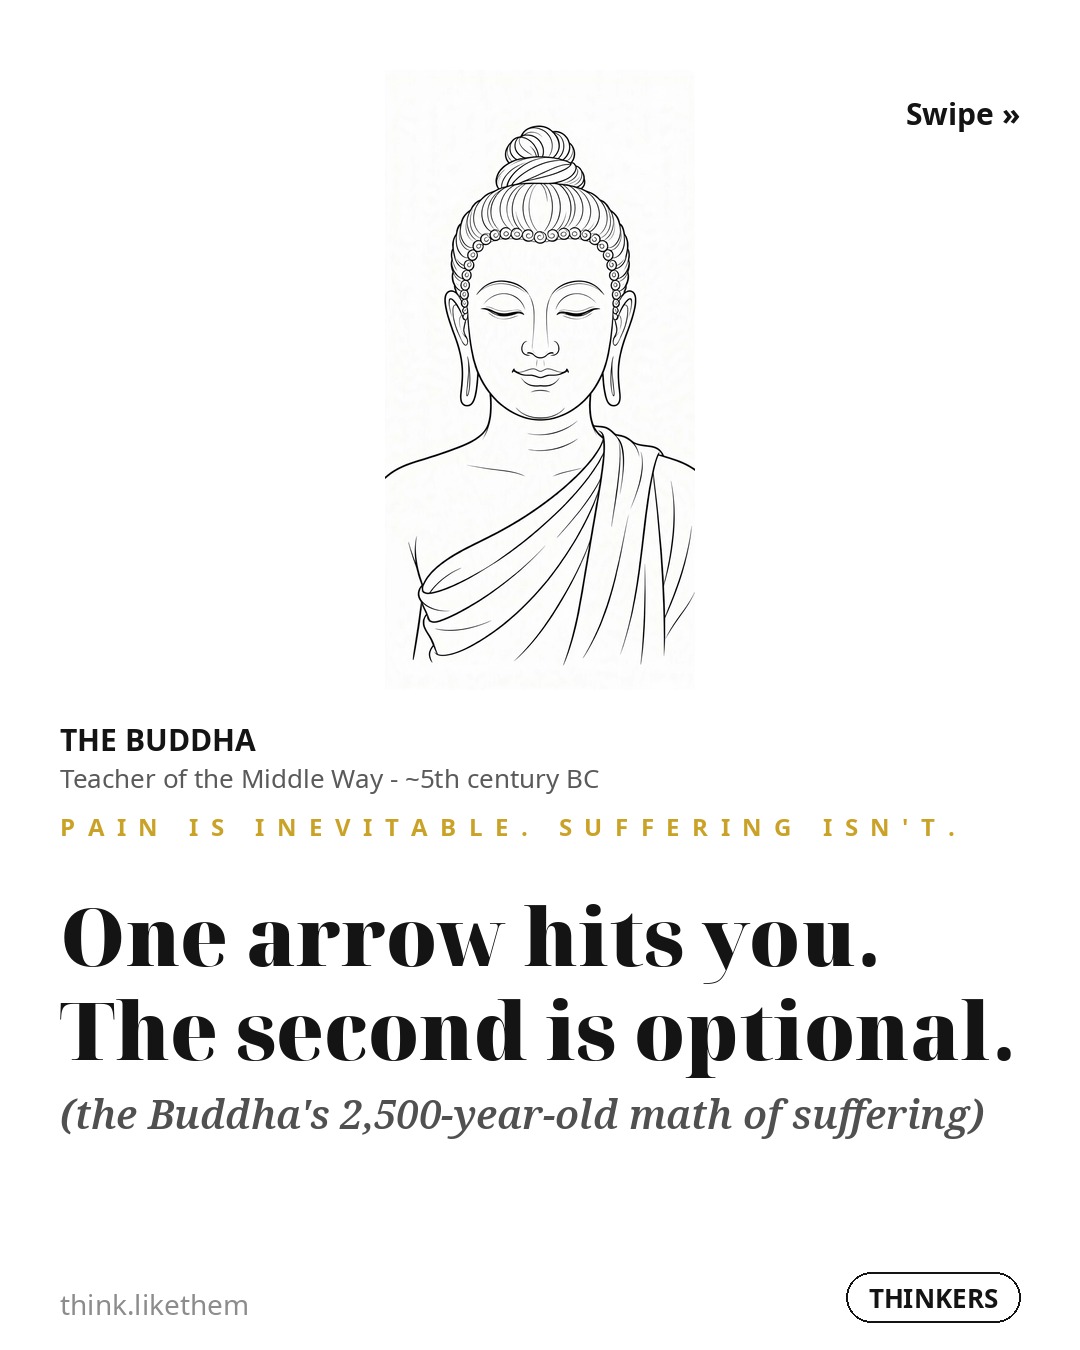 Swipe »
THE BUDDHA
Teacher of the Middle Way - ~5th century BC
PAIN IS INEVITABLE. SUFFERING ISN'T.
One arrow hits you.
The second is optional.
(the Buddha's 2,500-year-old math of suffering)
think.likethem
THINKERS